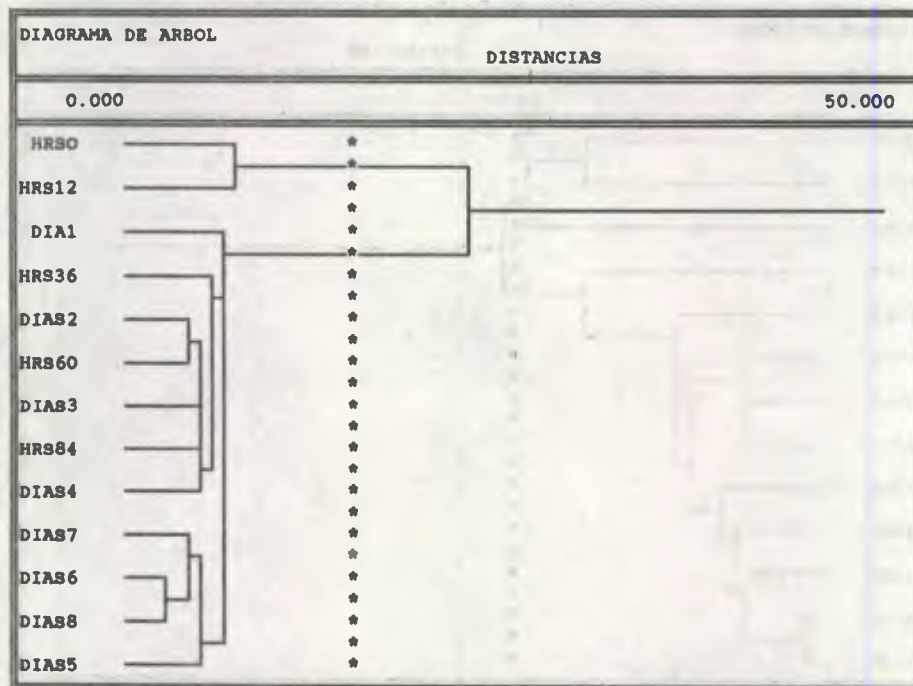 DIAGRAMA DE ARBOL
DISTANCIAS
0.000 50.000
HRS0
HRS12
DIA1
HRS36
DIAS2
HRS60
DIAS3
HRS84
DIAS4
DIAS7
DIAS6
DIAS8
DIAS5